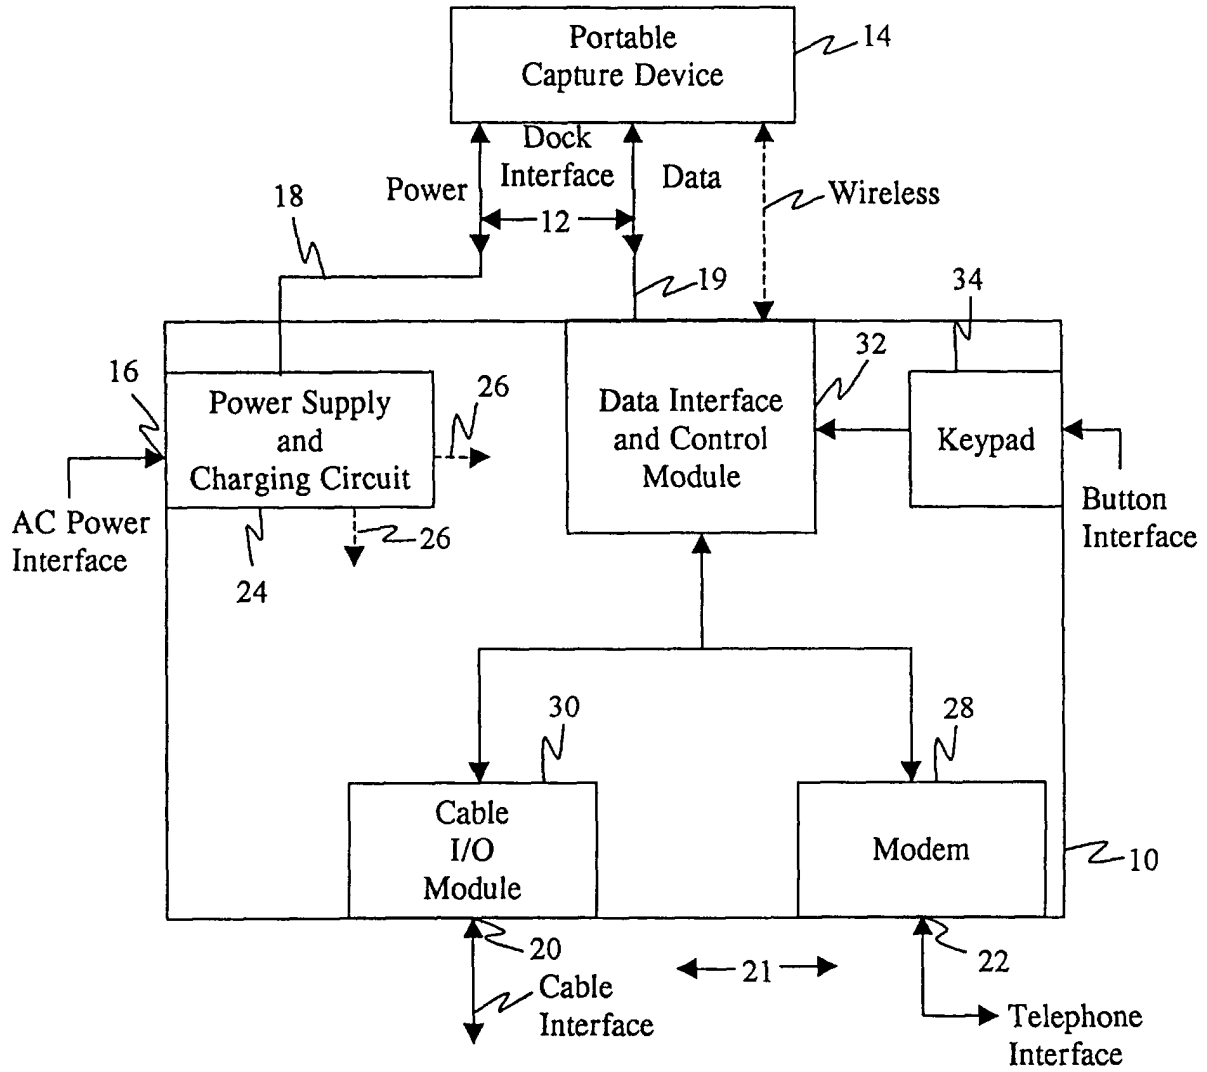 Portable
Capture Device
14
Dock
Interface
Power
Data
Wireless
12
18
19
34
16
32
Power Supply
and
Charging Circuit
26
Data Interface
and Control
Module
Keypad
AC Power
Interface
26
24
Button
Interface
30
28
Cable
I/O
Module
Modem
10
20
21
22
Cable
Interface
Telephone
Interface